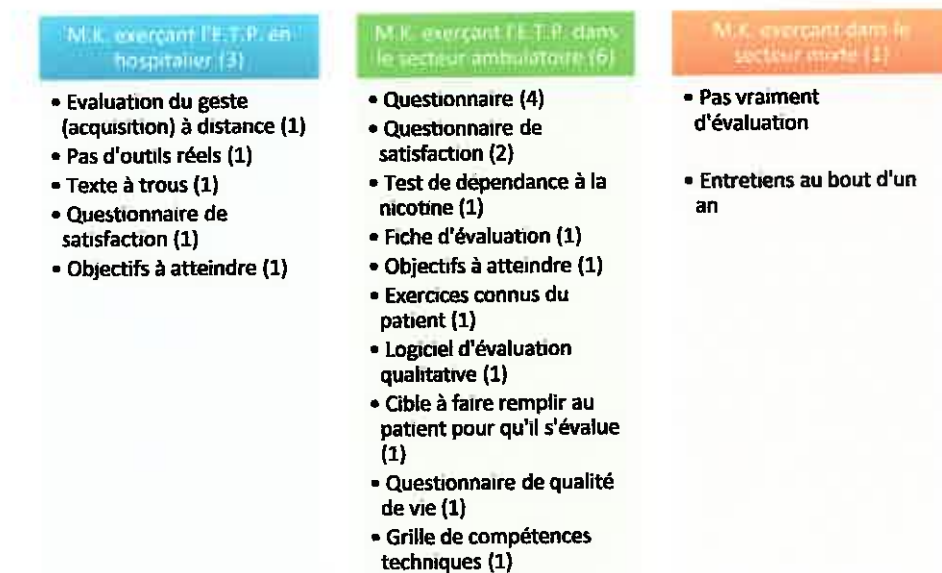 M.K. exerçant l'E.T.P. en
hospitalier (3)
• Evaluation du geste
(acquisition) à distance (1)
• Pas d'outils réels (1)
• Texte à trous (1)
• Questionnaire de
satisfaction (1)
• Objectifs à atteindre (1)
M.K. exerçant l'E.T.P. dans
le secteur ambulatoire (6)
• Questionnaire (4)
• Questionnaire de
satisfaction (2)
• Test de dépendance à la
nicotine (1)
• Fiche d'évaluation (1)
• Objectifs à atteindre (1)
• Exercices connus du
patient (1)
• Logiciel d'évaluation
qualitative (1)
• Cible à faire remplir au
patient pour qu'il s'évalue
(1)
• Questionnaire de qualité
de vie (1)
• Grille de compétences
techniques (1)
M.K. exerçant dans le
secteur mixte (1)
• Pas vraiment
d'évaluation
• Entretiens au bout d'un
an